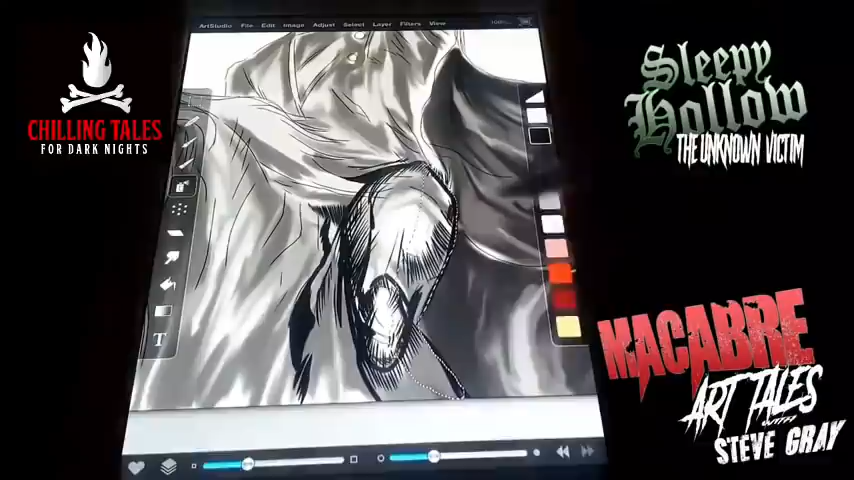 ArtStudio File Edit Image Adjust Select Layer Filters View
CHILLING TALES
FOR DARK NIGHTS
Sleepy
Hollow
THE UNKNOWN VICTIM
T
MACABRE
ART TALES
WITH
STEVE GRAY